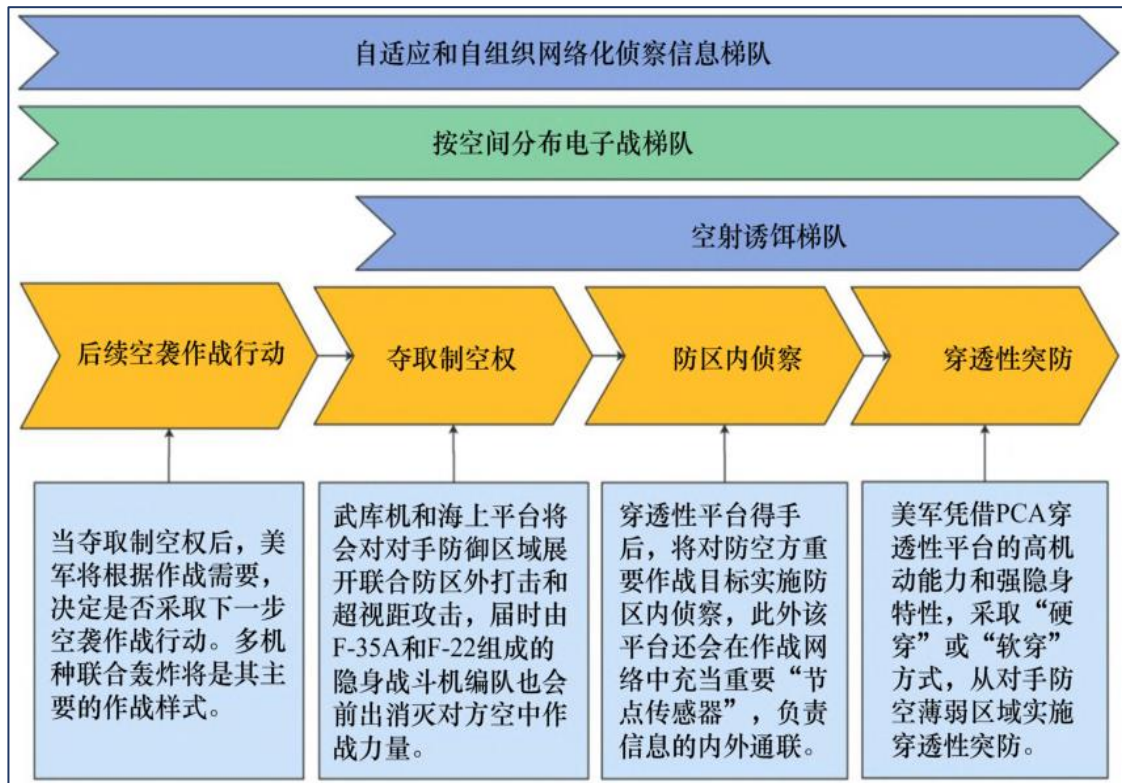 自适应和自组织网络化侦察信息梯队
按空间分布电子战梯队
空射诱饵梯队
后续空袭作战行动
夺取制空权
防区内侦察
穿透性突防
当夺取制空权后，美
军将根据作战需要，
决定是否采取下一步
空袭作战行动。多机
种联合轰炸将是其主
要的作战样式。
武库机和海上平台将
会对对手防御区域展
开联合防区外打击和
超视距攻击，届时由
F-35A和F-22组成的
隐身战斗机编队也会
前出消灭对方空中作
战力量。
穿透性平台得手
后，将对防空方重
要作战目标实施防
区内侦察，此外该
平台还会在作战网
络中充当重要“节
点传感器”，负责
信息的内外通联。
美军凭借PCA穿
透性平台的高机
动能力和强隐身
特性，采取“硬
穿”或“软穿”
方式，从对手防
空薄弱区域实施
穿透性突防。